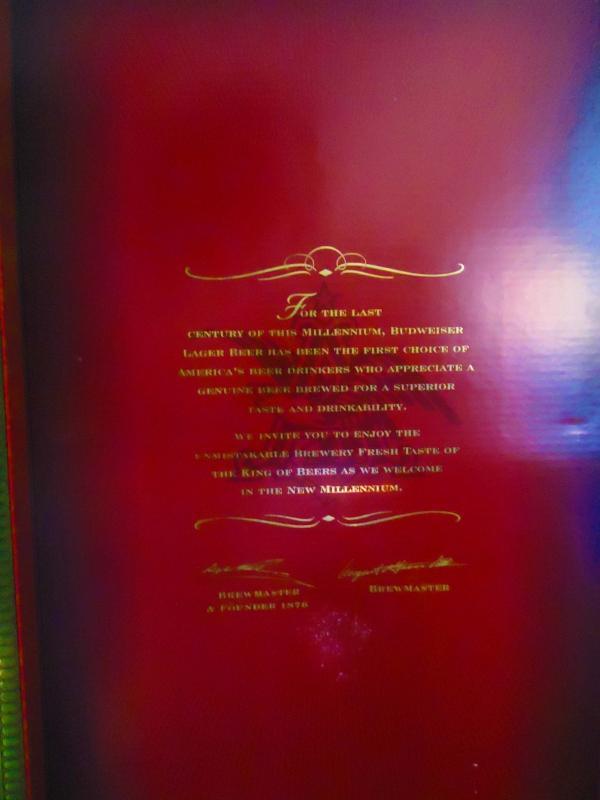 FOR THE LAST
CENTURY OF THIS MILLENNIUM, BUDWEISER
LAGER BEER HAS BEEN THE FIRST CHOICE OF
AMERICA'S BEER DRINKERS WHO APPRECIATE A
GENUINE BEER BREWED FOR A SUPERIOR
TASTE AND DRINKABILITY.
WE INVITE YOU TO ENJOY THE
UNMISTAKABLE BREWERY FRESH TASTE OF
THE KING OF BEERS AS WE WELCOME
IN THE NEW MILLENNIUM.
BREWMASTER
& FOUNDER 1876
BREWMASTER